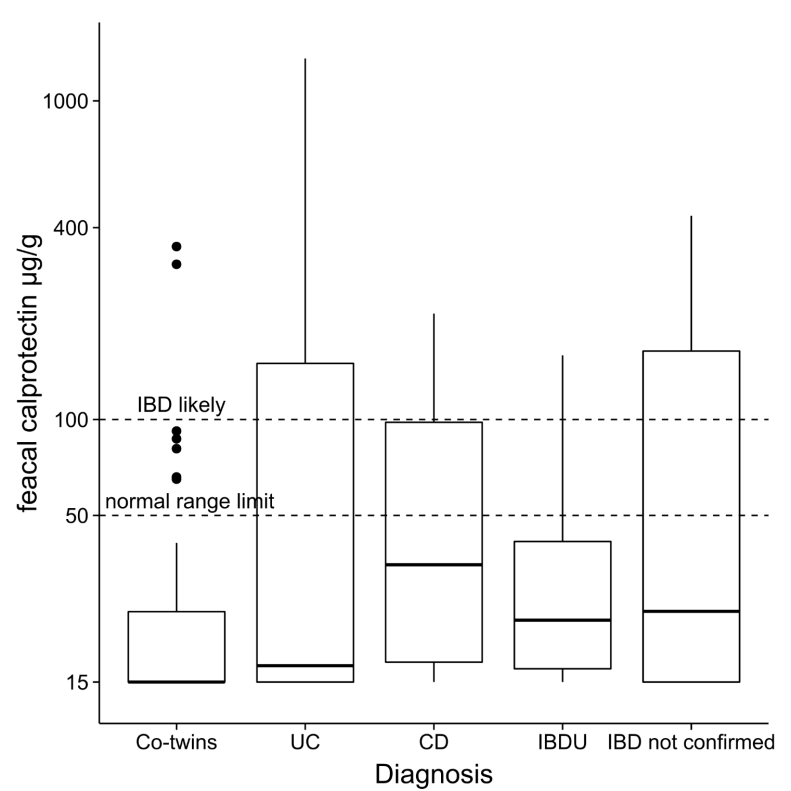 1000
400
IBD likely
100
normal range limit
50
15
feacal calprotectin µg/g
Co-twins UC CD IBDU IBD not confirmed
Diagnosis